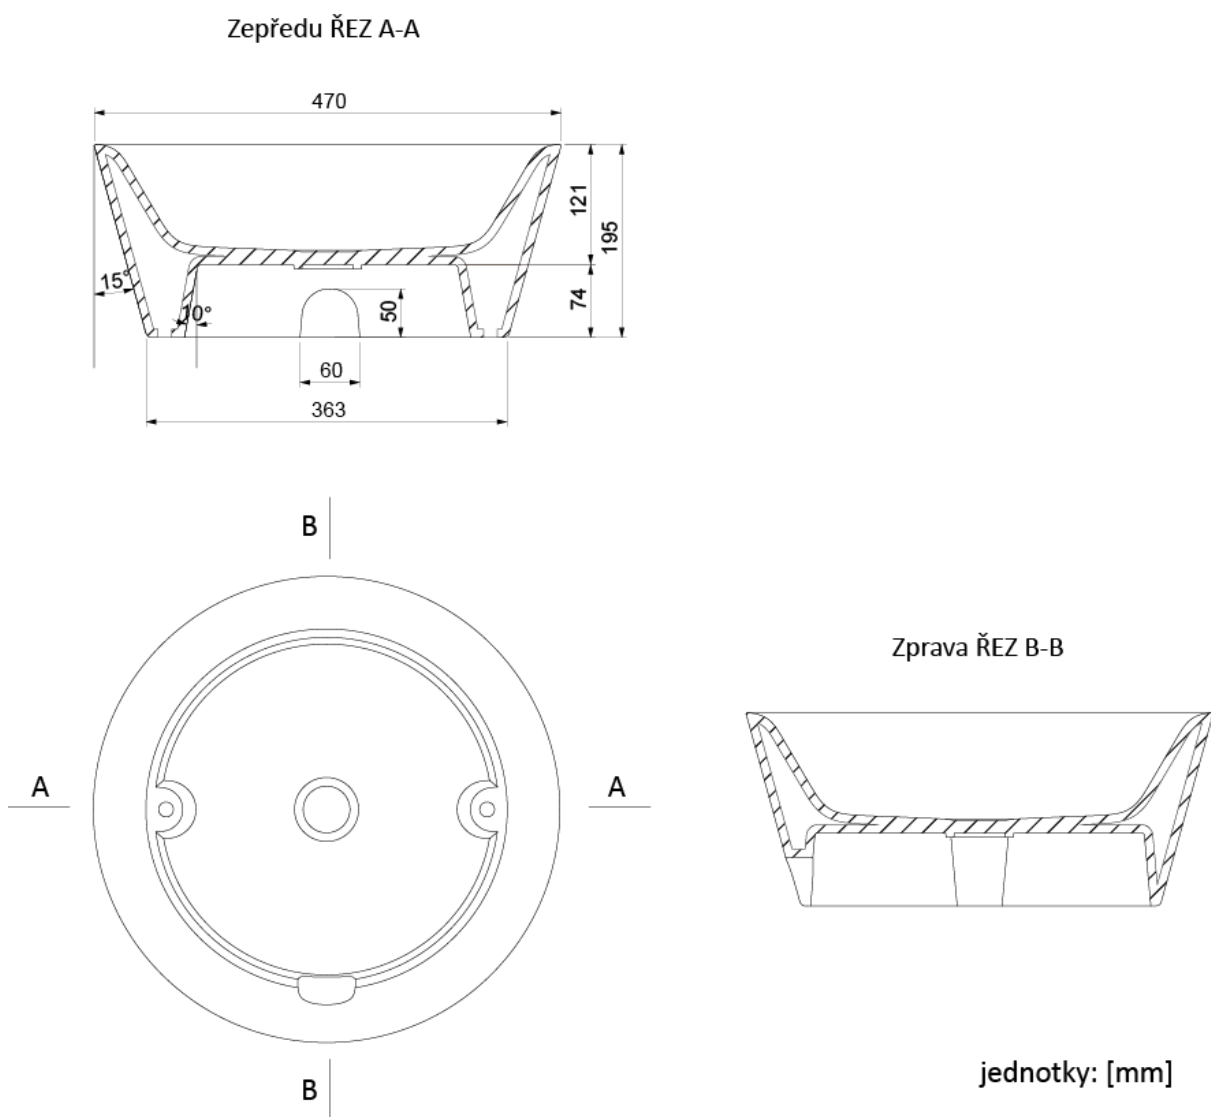 Zepředu ŘEZ A-A
470
121
195
15°
10°
50
74
60
363
B
Zprava ŘEZ B-B
A
A
B
jednotky: [mm]